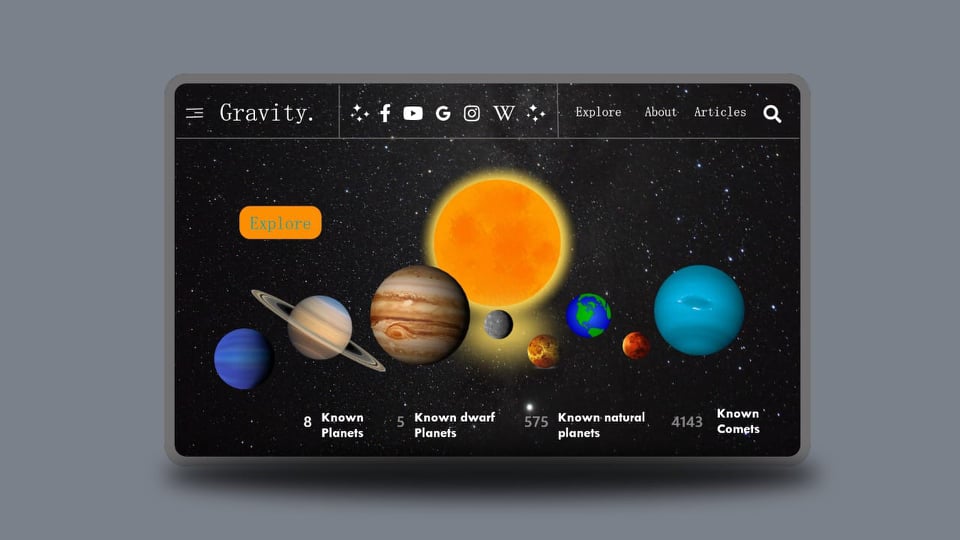 Gravity.
Explore About Articles
Explore
8 Known Planets
5 Known dwarf Planets
575 Known natural planets
4143 Known Comets